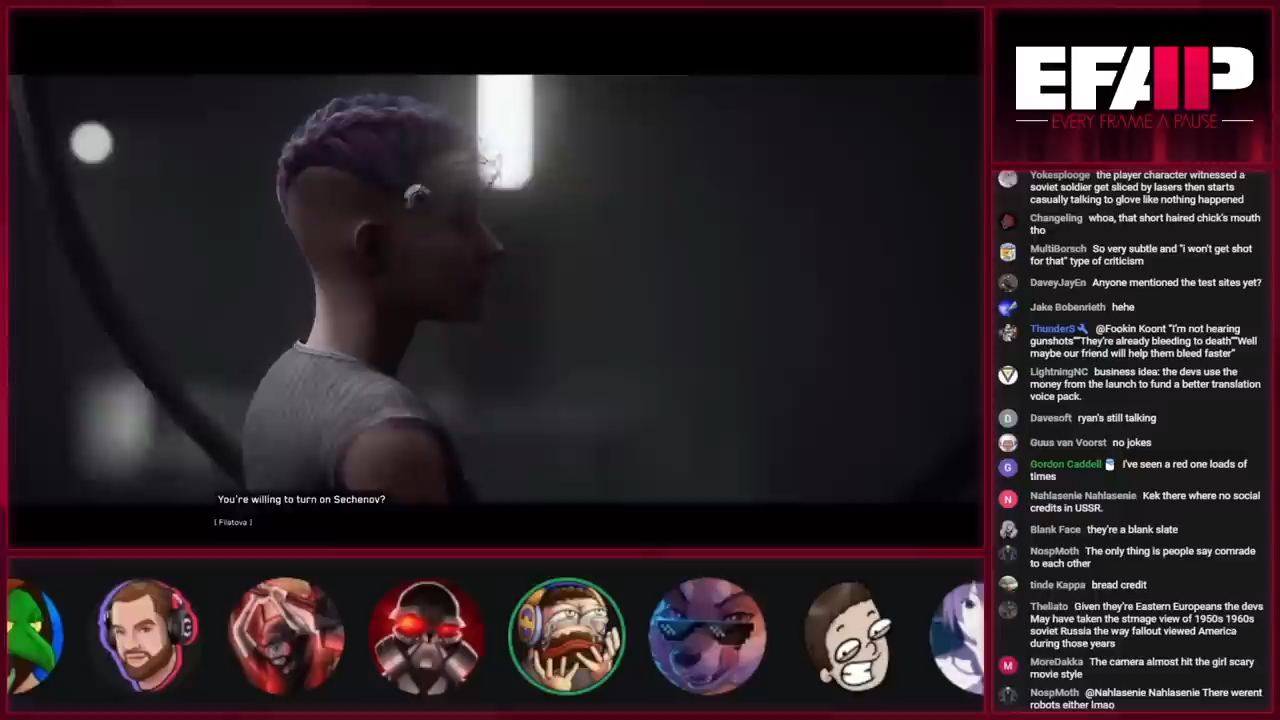 You're willing to turn on Sechenov?
[ Filatova ]
EFAP
EVERY FRAME A PAUSE
Yokesplooge the player character witnessed a
soviet soldier get sliced by lasers then starts
casually talking to glove like nothing happened
Changeling whoa, that short haired chick's mouth
tho
MultiBorsch So very subtle and "i won't get shot
for that" type of criticism
DaveyJayEn Anyone mentioned the test sites yet?
Jake Bobenrieth hehe
ThunderS @Fookin Koont "I'm not hearing
gunshots""They're already bleeding to death""Well
maybe our friend will help them bleed faster"
LightningNC business idea: the devs use the
money from the launch to fund a better translation
voice pack.
D Davesoft ryan's still talking
Guus van Voorst no jokes
G Gordon Caddell I've seen a red one loads of
times
N Nahlasenie Nahlasenie Kek there where no social
credits in USSR.
Blank Face they're a blank slate
NospMoth The only thing is people say comrade
to each other
tinde Kappa bread credit
Theliato Given they're Eastern Europeans the devs
May have taken the stmage view of 1950s 1960s
soviet Russia the way fallout viewed America
during those years
M MoreDakka The camera almost hit the girl scary
movie style
NospMoth @Nahlasenie Nahlasenie There werent
robots either lmao